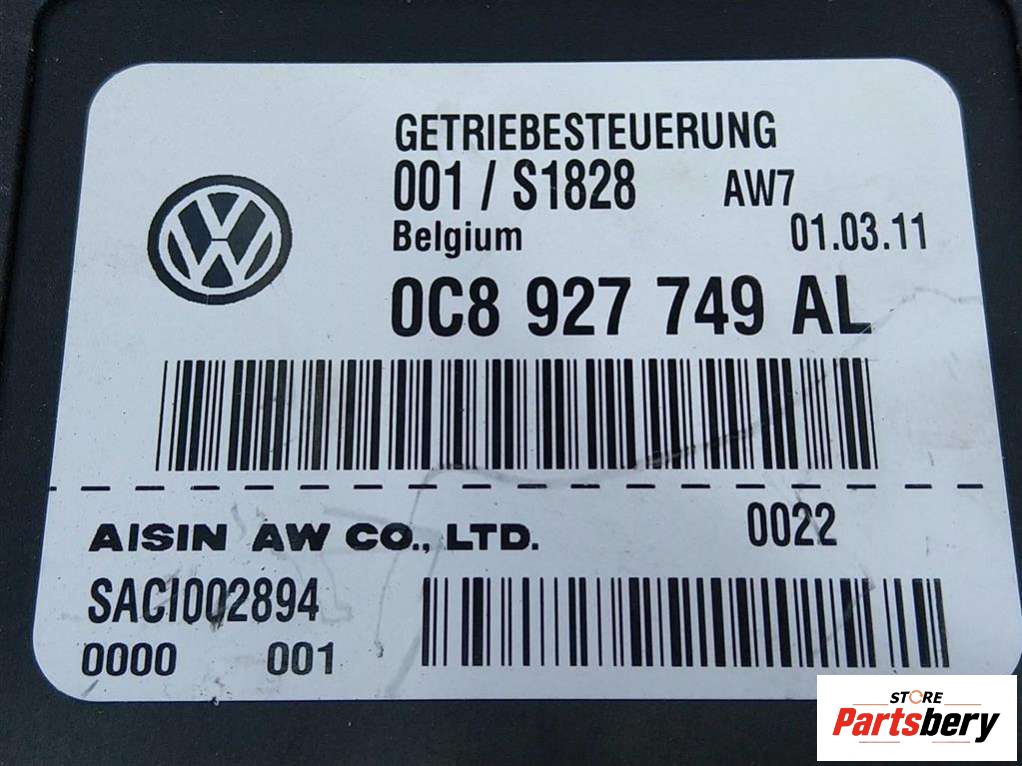 GETRIEBESTEUERUNG
001 / S1828 AW7
Belgium 01.03.11
0C8 927 749 AL
AISIN AW CO., LTD. 0022
SACI002894
0000 001
STORE
Partsbery